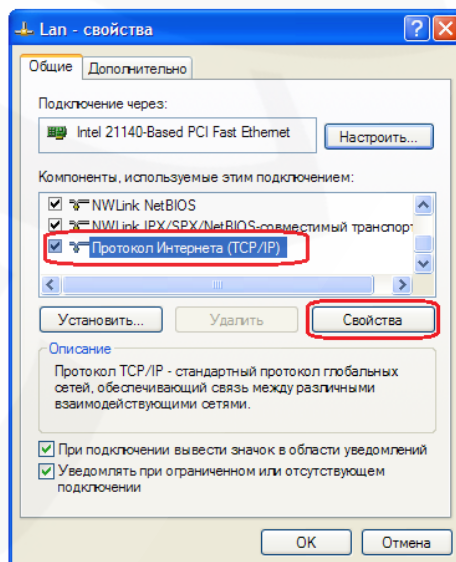 Lan - свойства
Общие
Дополнительно
Подключение через:
Intel 21140-Based PCI Fast Ethernet
Настроить...
Компоненты, используемые этим подключением:
NWLink NetBIOS
NWLink IPX/SPX/NetBIOS-совместимый транспорт
Протокол Интернета (TCP/IP)
Установить...
Удалить
Свойства
Описание
Протокол TCP/IP - стандартный протокол глобальных
сетей, обеспечивающий связь между различными
взаимодействующими сетями.
При подключении вывести значок в области уведомлений
Уведомлять при ограниченном или отсутствующем
подключении
OK
Отмена